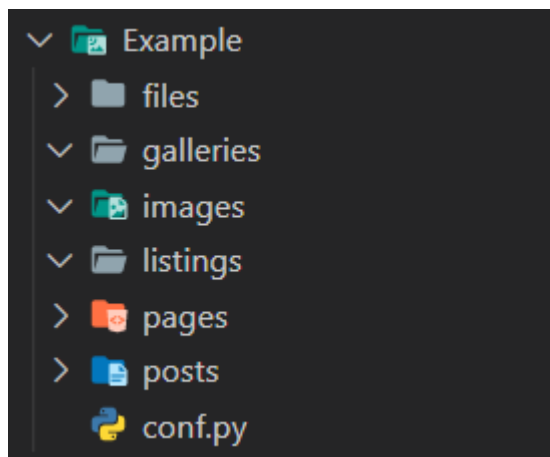 Example
files
galleries
images
listings
pages
posts
conf.py